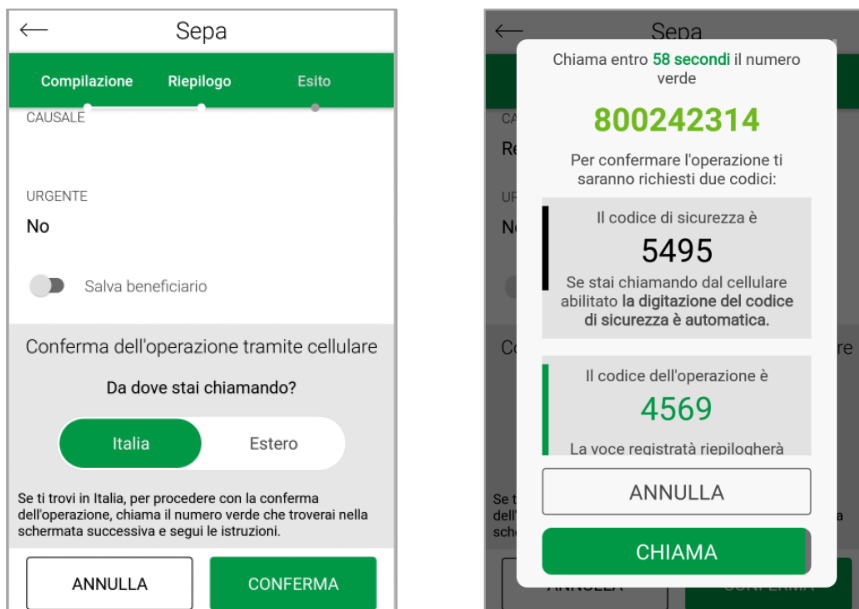 Sepa
Compilazione Riepilogo Esito
CAUSALE
URGENTE
No
Salva beneficiario
Conferma dell'operazione tramite cellulare
Da dove stai chiamando?
Italia Estero
Se ti trovi in Italia, per procedere con la conferma
dell'operazione, chiama il numero verde che troverai nella
schermata successiva e segui le istruzioni.
ANNULLA CONFERMA
Sepa
Chiama entro 58 secondi il numero
verde
800242314
Per confermare l'operazione ti
saranno richiesti due codici:
Il codice di sicurezza è
5495
Se stai chiamando dal cellulare
abilitato la digitazione del codice
di sicurezza è automatica.
Il codice dell'operazione è
4569
La voce registratà riepilogherà
ANNULLA
CHIAMA